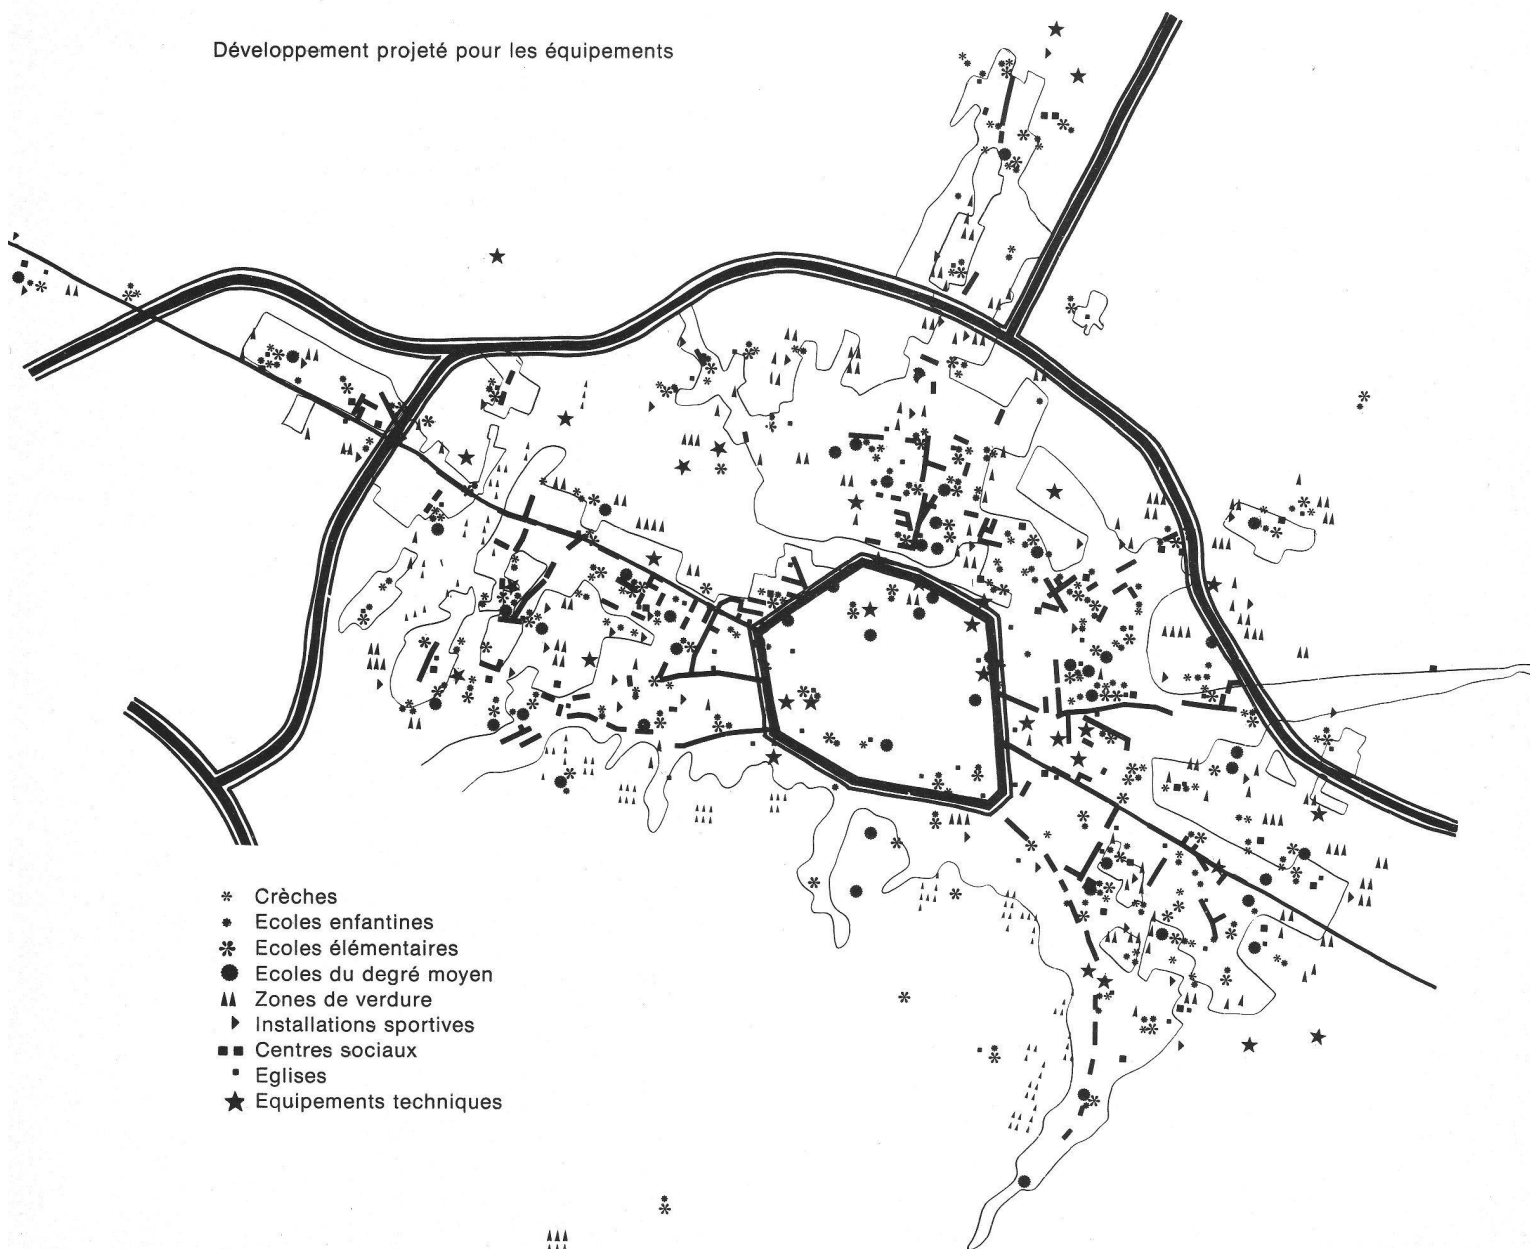 Développement projeté pour les équipements
Crèches
Ecoles enfantines
Ecoles élémentaires
Ecoles du degré moyen
Zones de verdure
Installations sportives
Centres sociaux
Eglises
Equipements techniques